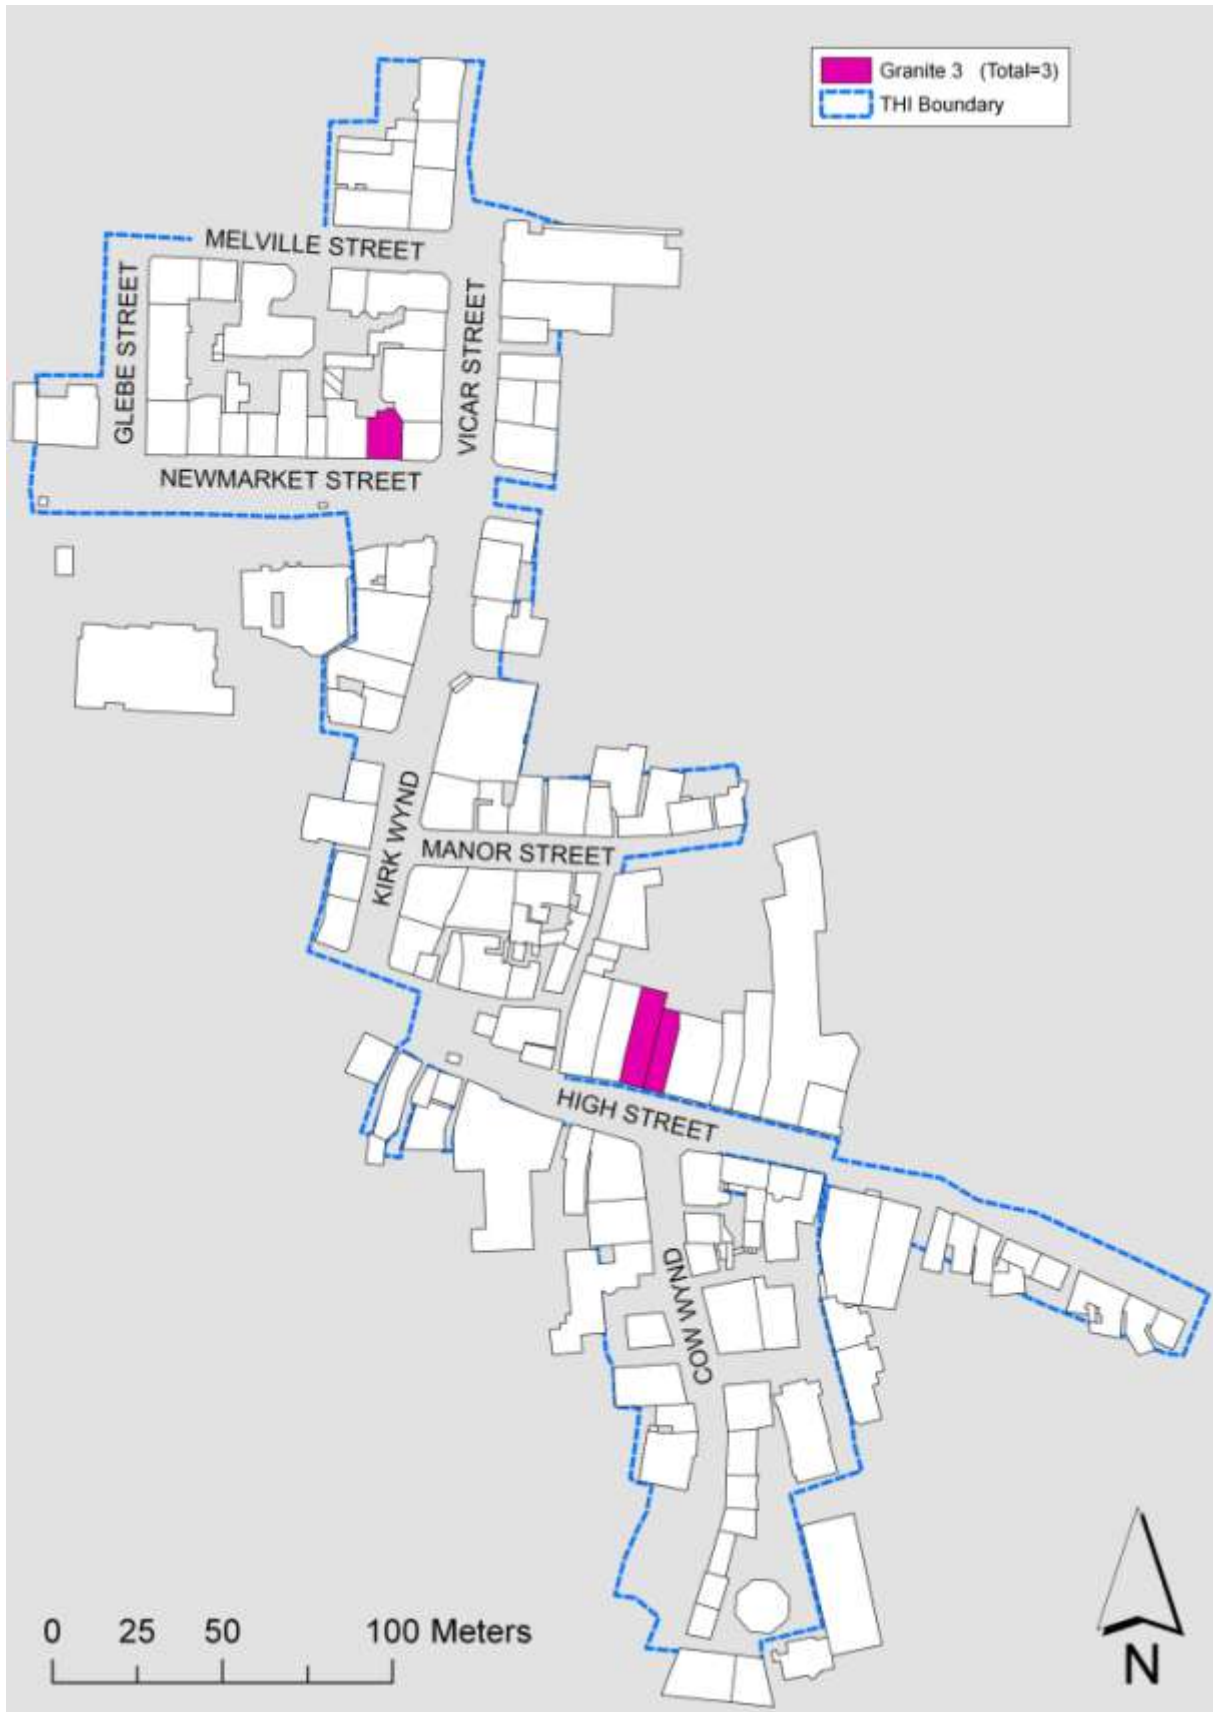 Granite 3 (Total=3)
THI Boundary
MELVILLE STREET
GLEBE STREET
VICAR STREET
NEWMARKET STREET
KIRK WYND
MANOR STREET
HIGH STREET
COW WYND
0 25 50 100 Meters
N